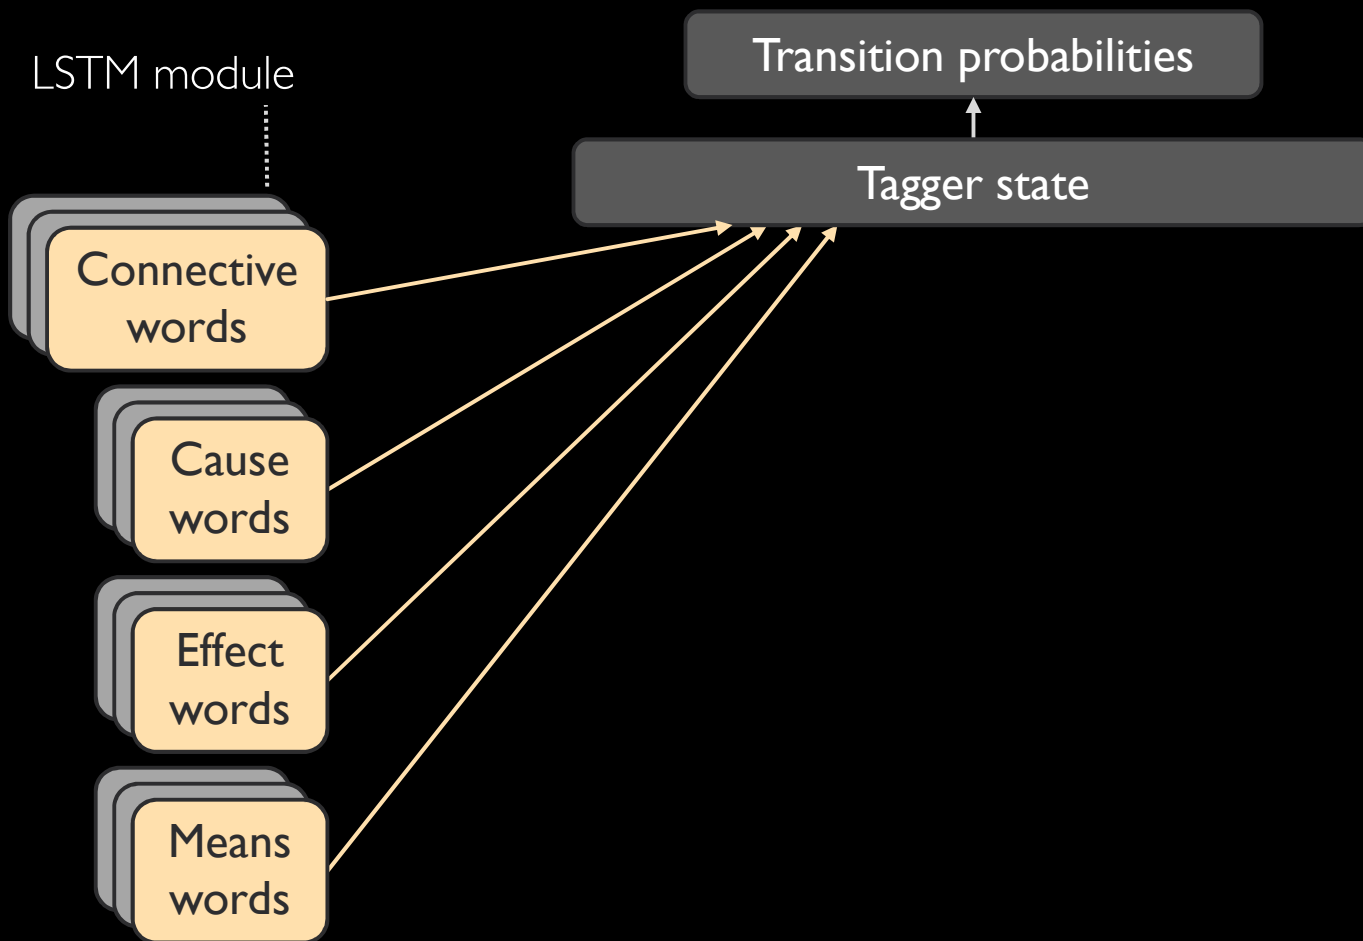 Transition probabilities
LSTM module
Tagger state
Connective
words
Cause
words
Effect
words
Means
words